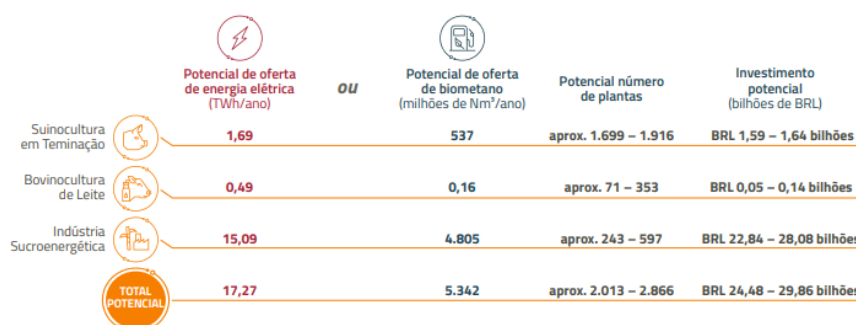 Potencial de oferta
de energia elétrica
(TWh/ano)
ou
Potencial de oferta
de biometano
(milhões de Nm³/ano)
Potencial número
de plantas
Investimento
potencial
(bilhões de BRL)
Suinocultura
em Teminação
1,69
537
aprox. 1.699 – 1.916
BRL 1,59 – 1,64 bilhões
Bovinocultura
de Leite
0,49
0,16
aprox. 71 – 353
BRL 0,05 – 0,14 bilhões
Indústria
Sucroenergética
15,09
4.805
aprox. 243 – 597
BRL 22,84 – 28,08 bilhões
TOTAL
POTENCIAL
17,27
5.342
aprox. 2.013 – 2.866
BRL 24,48 – 29,86 bilhões